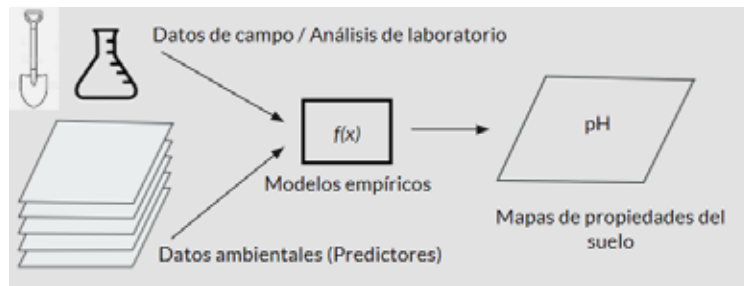 Datos de campo / Análisis de laboratorio
f(x)
pH
Modelos empíricos
Mapas de propiedades del
suelo
Datos ambientales (Predictores)